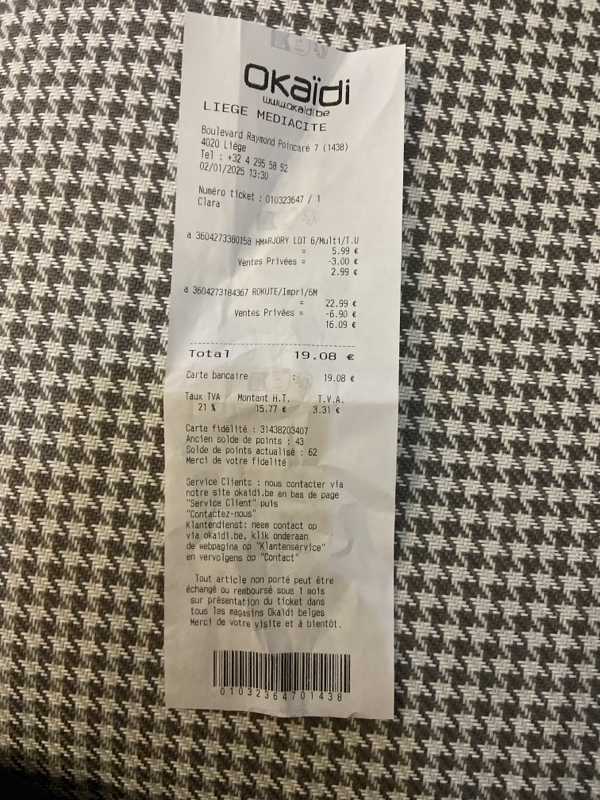 okaïdi
www.okaidi.be
LIEGE MEDIACITE
Boulevard Raymond Poincaré 7 (1438)
4020 Liège
Tel : +32 4 295 58 52
02/01/2025 13:30
Numéro ticket : 010323647 / 1
Clara
a 3604273380158 HMARJORY LOT 6/Multi/T.U
= 5.99 €
Ventes Privées = -3.00 €
2.99 €
a 3604273184367 ROKUTE/Impri/6M
= 22.99 €
Ventes Privées = -6.90 €
16.09 €
Total 19.08 €
Carte bancaire : 19.08 €
Taux TVA Montant H.T. T.V.A.
21 % 15.77 € 3.31 €
Carte fidélité : 31438203407
Ancien solde de points : 43
Solde de points actualisé : 62
Merci de votre fidelité
Service Clients : nous contacter via
notre site okaidi.be en bas de page
"Service Client" puis
"Contactez-nous"
Klantendienst: neem contact op
via okaidi.be, klik onderaan
de webpagina op "Klantenservice"
en vervolgens op "Contact"
Tout article non porté peut être
échangé ou remboursé sous 1 mois
sur présentation du ticket dans
tous les magasins Okaïdi belges
Merci de votre visite et à bientôt.
01032364701438